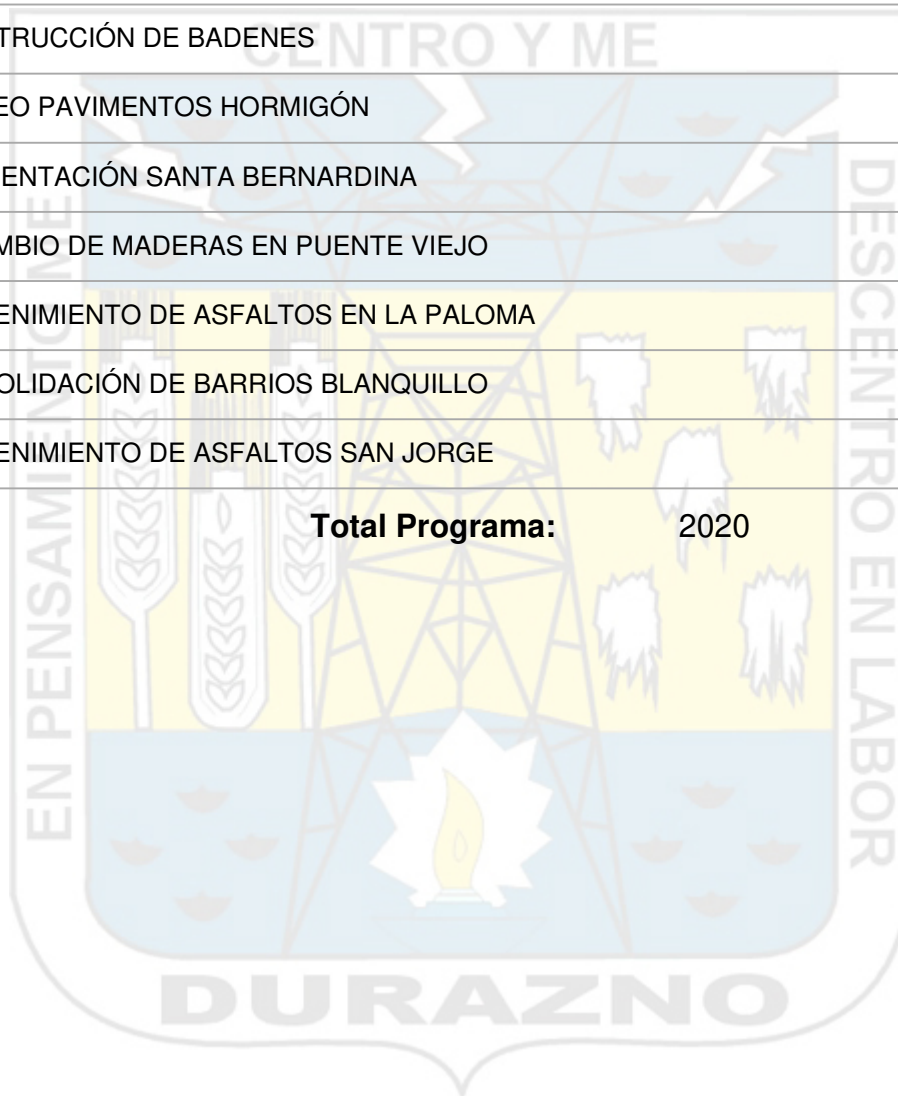 CENTRO Y ME
TRUCCIÓN DE BADENES
EO PAVIMENTOS HORMIGÓN
ENTACIÓN SANTA BERNARDINA
MBIO DE MADERAS EN PUENTE VIEJO
ENIMIENTO DE ASFALTOS EN LA PALOMA
OLIDACIÓN DE BARRIOS BLANQUILLO
ENIMIENTO DE ASFALTOS SAN JORGE
Total Programa: 2020
EN PENSAMIENTO ME
DESCENTRO EN LABOR
DURAZNO